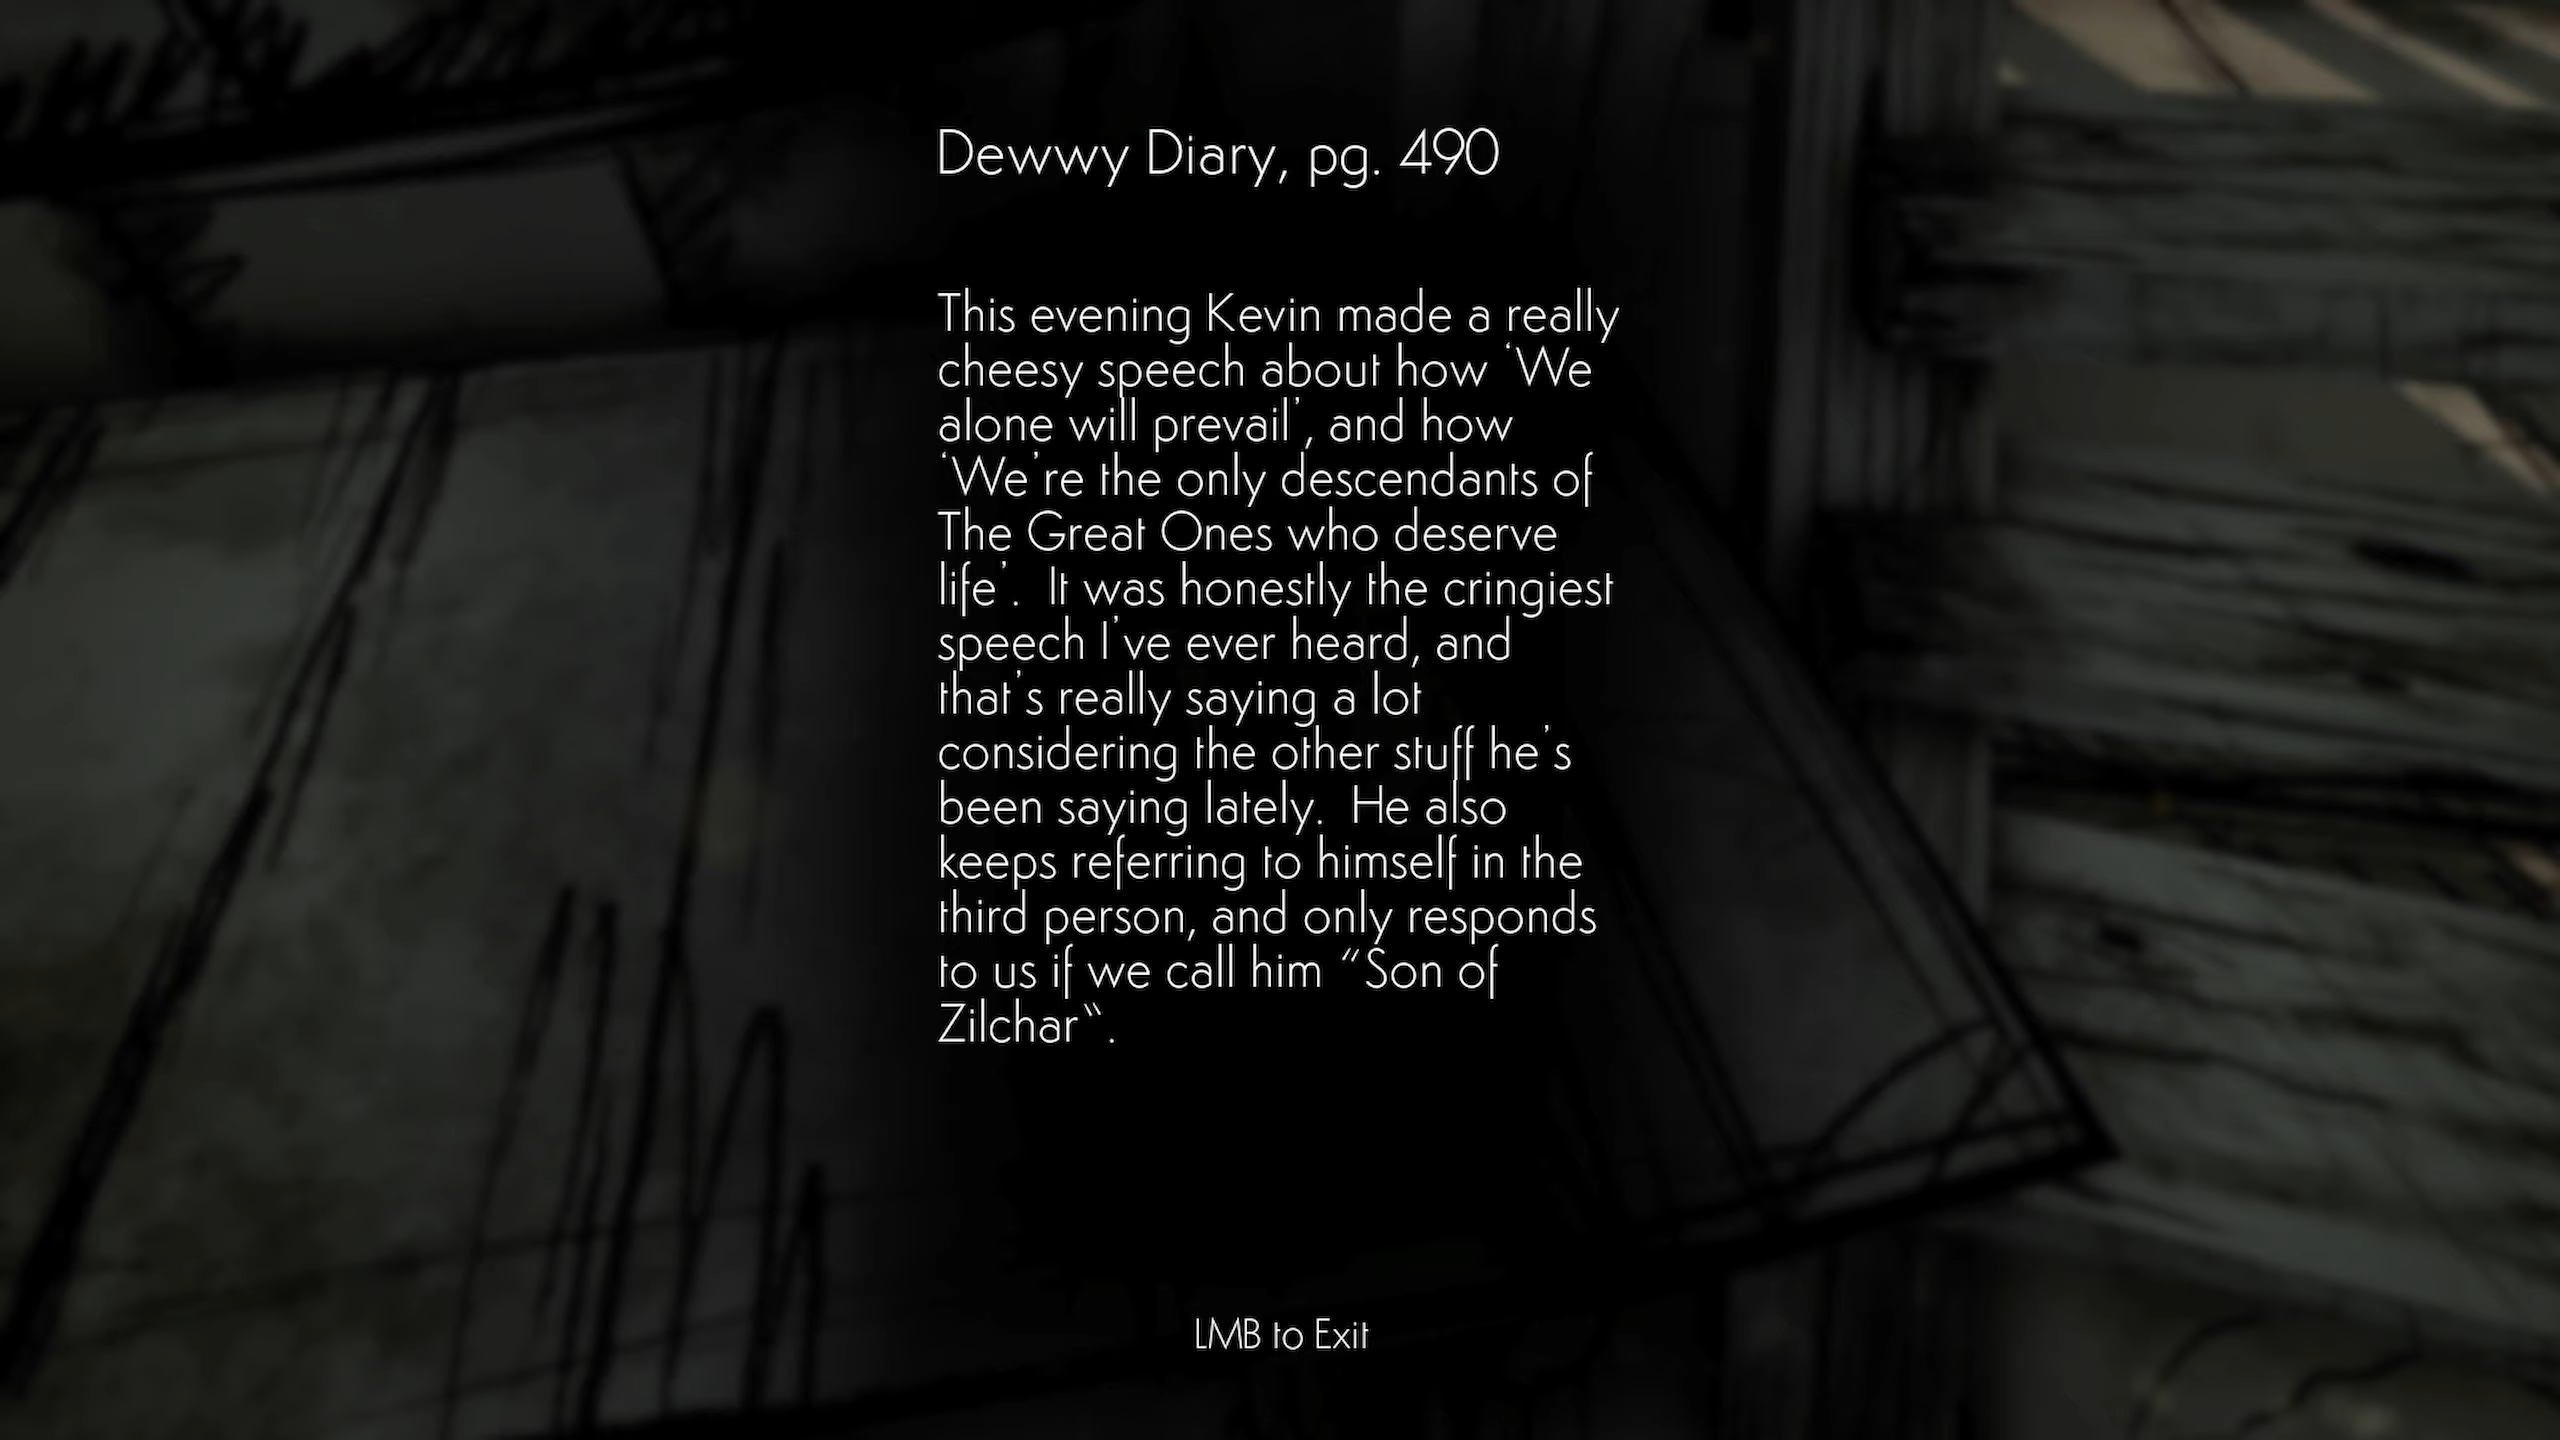 Dewwy Diary, pg. 490
This evening Kevin made a really
cheesy speech about how ‘We
alone will prevail’, and how
‘We’re the only descendants of
The Great Ones who deserve
life’.  It was honestly the cringiest
speech I’ve ever heard, and
that’s really saying a lot
considering the other stuff he’s
been saying lately.  He also
keeps referring to himself in the
third person, and only responds
to us if we call him “Son of
Zilchar“.
LMB to Exit